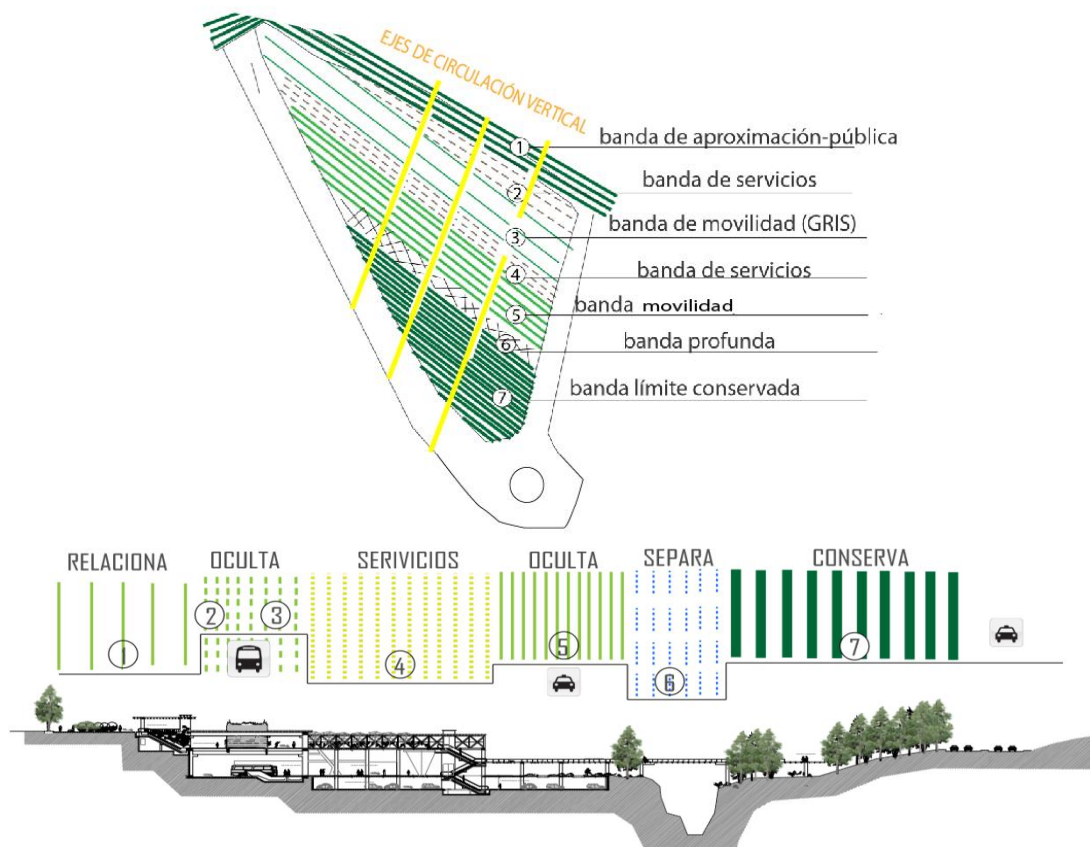 EJES DE CIRCULACIÓN VERTICAL
1 banda de aproximación-pública
2 banda de servicios
3 banda de movilidad (GRIS)
4 banda de servicios
5 banda movilidad
6 banda profunda
7 banda límite conservada
RELACIONA OCULTA SERIVICIOS OCULTA SEPARA CONSERVA
1 2 3 4 5 6 7